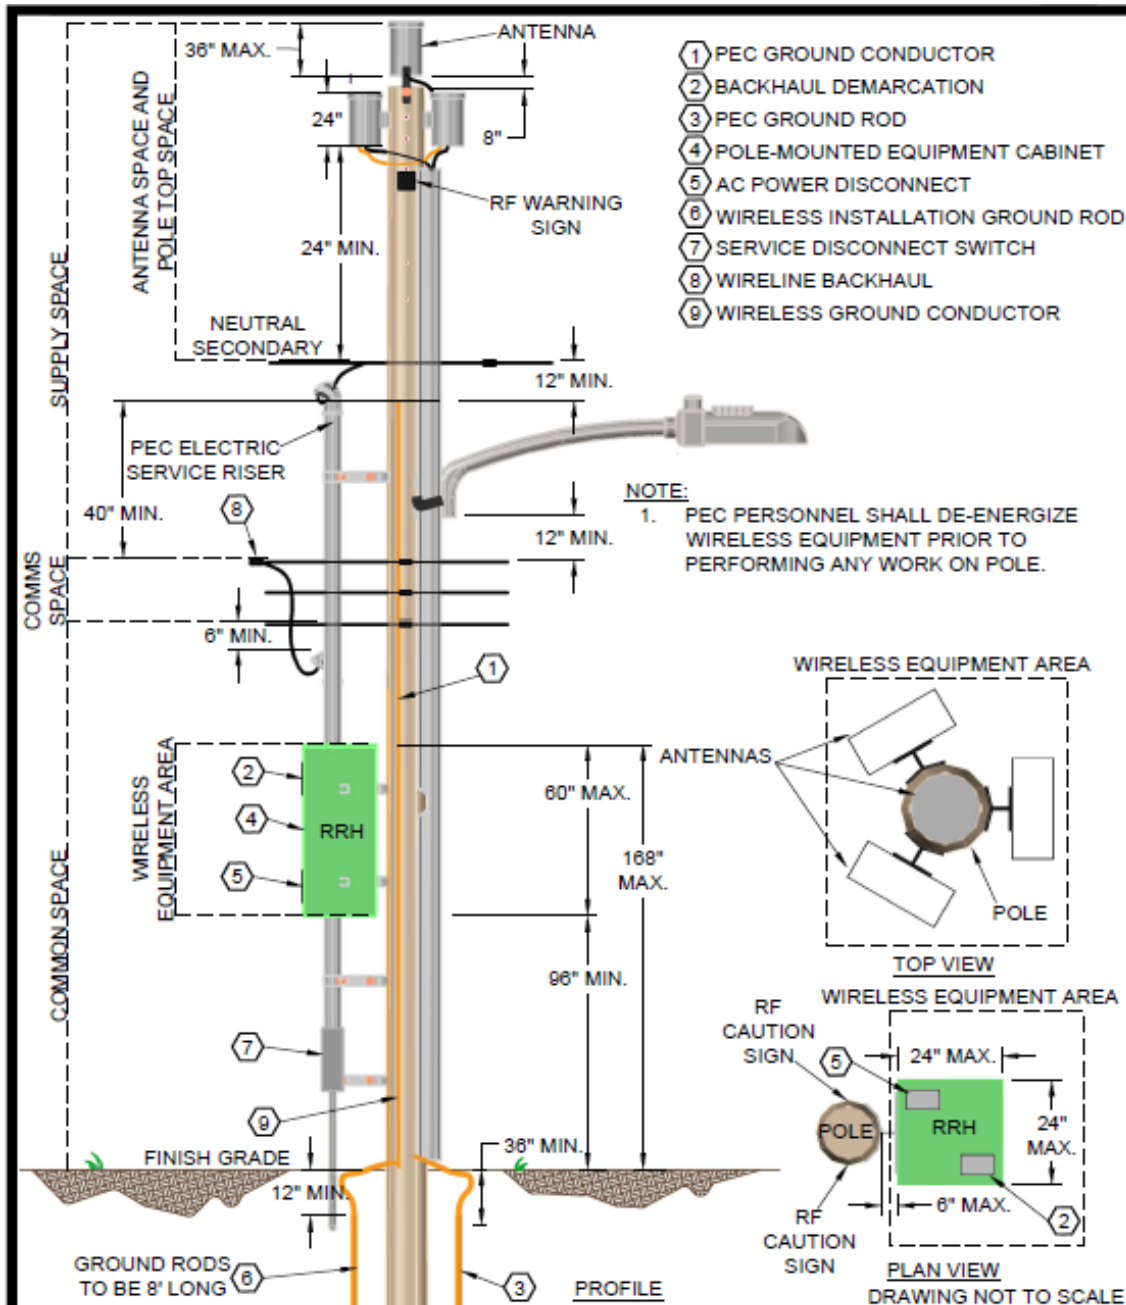 36" MAX.
ANTENNA
24"
8"
RF WARNING
SIGN
ANTENNA SPACE AND
POLE TOP SPACE
24" MIN.
SUPPLY SPACE
NEUTRAL
SECONDARY
12" MIN.
PEC ELECTRIC
SERVICE RISER
40" MIN.
8
12" MIN.
COMMS
SPACE
6" MIN.
1
WIRELESS
EQUIPMENT AREA
2
4
5
RRH
60" MAX.
168"
MAX.
96" MIN.
COMMON SPACE
7
9
FINISH GRADE
36" MIN.
12" MIN.
GROUND RODS
TO BE 8' LONG
6
3
PROFILE
1 PEC GROUND CONDUCTOR
2 BACKHAUL DEMARCATION
3 PEC GROUND ROD
4 POLE-MOUNTED EQUIPMENT CABINET
5 AC POWER DISCONNECT
6 WIRELESS INSTALLATION GROUND ROD
7 SERVICE DISCONNECT SWITCH
8 WIRELINE BACKHAUL
9 WIRELESS GROUND CONDUCTOR
NOTE:
1. PEC PERSONNEL SHALL DE-ENERGIZE
WIRELESS EQUIPMENT PRIOR TO
PERFORMING ANY WORK ON POLE.
WIRELESS EQUIPMENT AREA
ANTENNAS
POLE
TOP VIEW
WIRELESS EQUIPMENT AREA
RF
CAUTION
SIGN
5
24" MAX.
POLE
RRH
24"
MAX.
6" MAX.
2
RF
CAUTION
SIGN
PLAN VIEW
DRAWING NOT TO SCALE